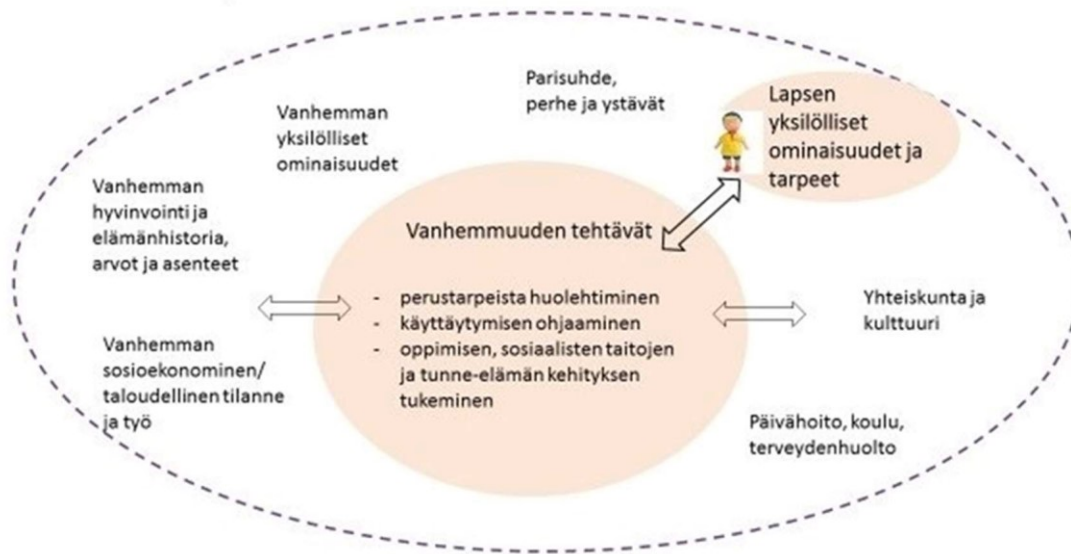 Parisuhde,
perhe ja ystävät
Lapsen
yksilölliset
ominaisuudet ja
tarpeet
Vanhemman
yksilölliset
ominaisuudet
Vanhemman
hyvinvointi ja
elämänhistoria,
arvot ja asenteet
Vanhemmuuden tehtävät
- perustarpeista huolehtiminen
- käyttäytymisen ohjaaminen
- oppimisen, sosiaalisten taitojen
ja tunne-elämän kehityksen
tukeminen
Yhteiskunta ja
kulttuuri
Vanhemman
sosioekonominen/
taloudellinen tilanne
ja työ
Päivähoito, koulu,
terveydenhuolto